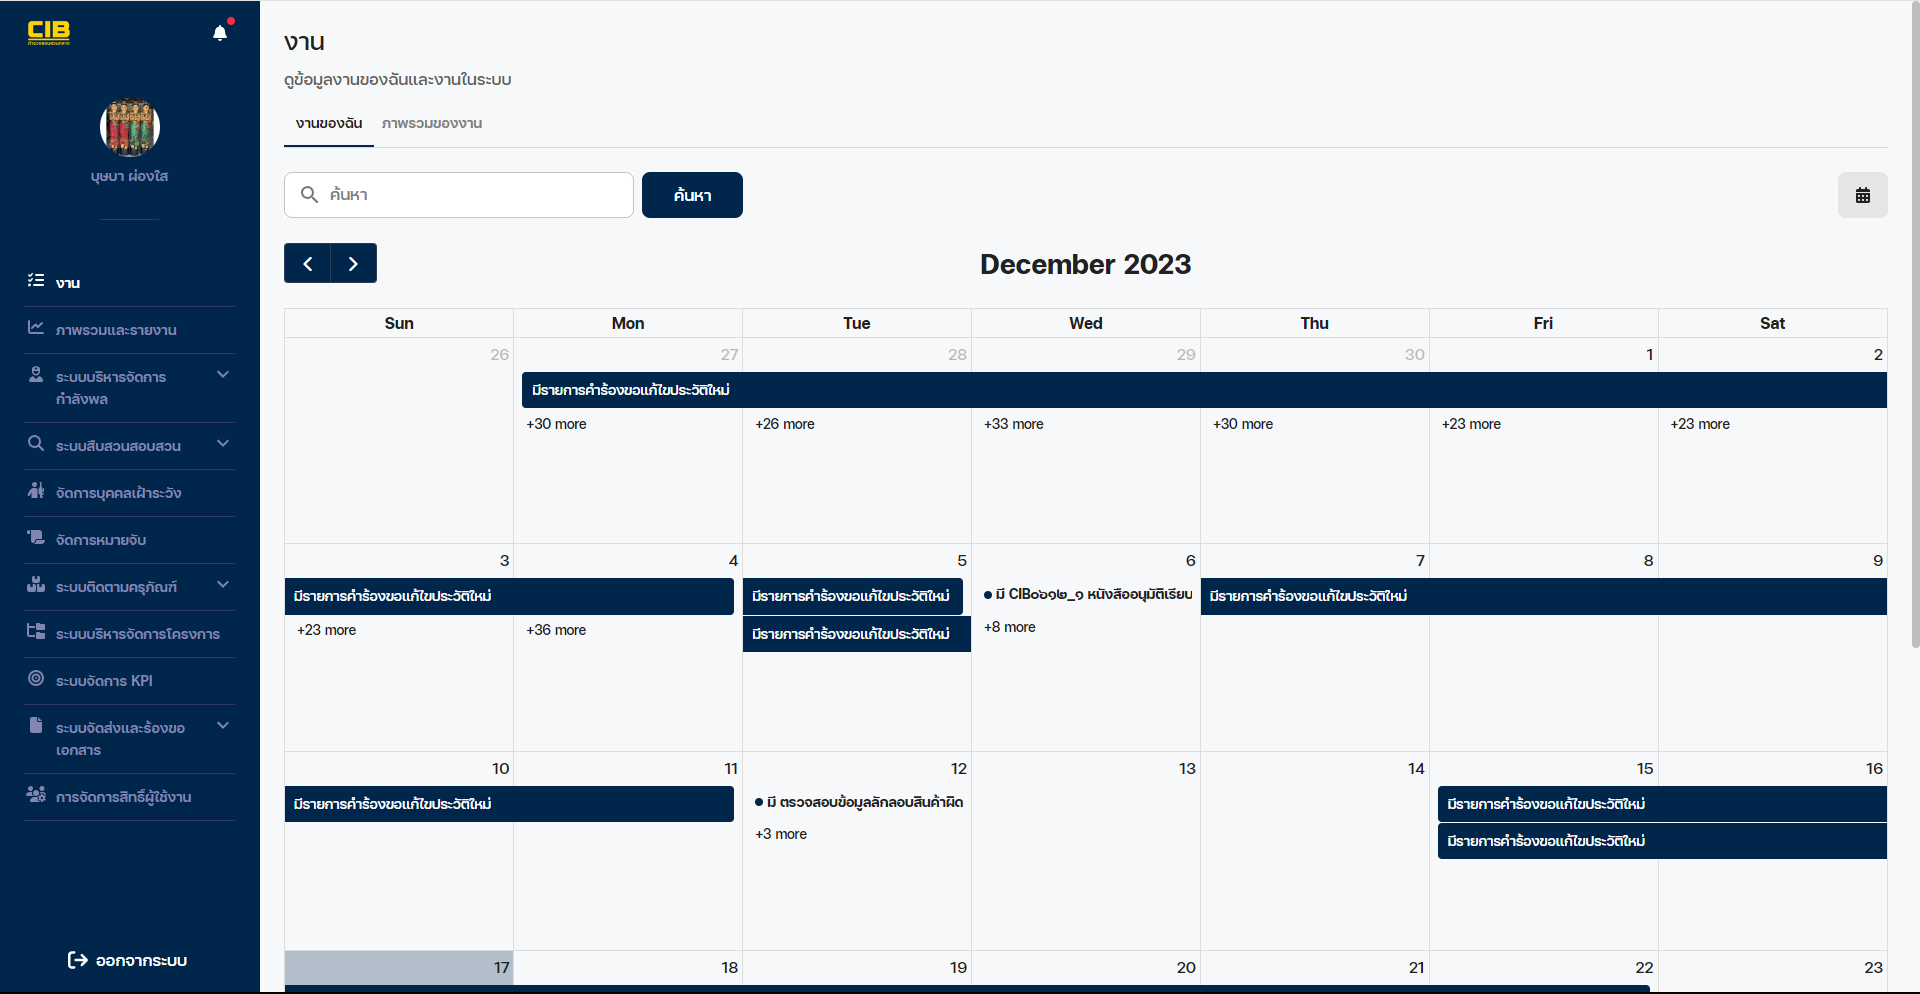 CIB
ตำรวจสอบสวนกลาง
บุษบา ผ่องใส
งาน
ภาพรวมและรายงาน
ระบบบริหารจัดการ
กำลังพล
ระบบสืบสวนสอบสวน
จัดการบุคคลเฝ้าระวัง
จัดการหมายจับ
ระบบติดตามครุภัณฑ์
ระบบบริหารจัดการโครงการ
ระบบจัดการ KPI
ระบบจัดส่งและร้องขอ
เอกสาร
การจัดการสิทธิ์ผู้ใช้งาน
ออกจากระบบ
งาน
ดูข้อมูลงานของฉันและงานในระบบ
งานของฉัน ภาพรวมของงาน
ค้นหา ค้นหา
December 2023
Sun Mon Tue Wed Thu Fri Sat
26 27 28 29 30 1 2
มีรายการคำร้องขอแก้ไขประวัติใหม่
+30 more +26 more +33 more +30 more +23 more +23 more
3 4 5 6 7 8 9
มีรายการคำร้องขอแก้ไขประวัติใหม่ มีรายการคำร้องขอแก้ไขประวัติใหม่ มี CIB๐๖๑๒_๑ หนังสืออนุมัติเรียน มีรายการคำร้องขอแก้ไขประวัติใหม่
+23 more +36 more มีรายการคำร้องขอแก้ไขประวัติใหม่ +8 more
10 11 12 13 14 15 16
มีรายการคำร้องขอแก้ไขประวัติใหม่ มี ตรวจสอบข้อมูลลักลอบสินค้าผิด มีรายการคำร้องขอแก้ไขประวัติใหม่
+3 more มีรายการคำร้องขอแก้ไขประวัติใหม่
17 18 19 20 21 22 23